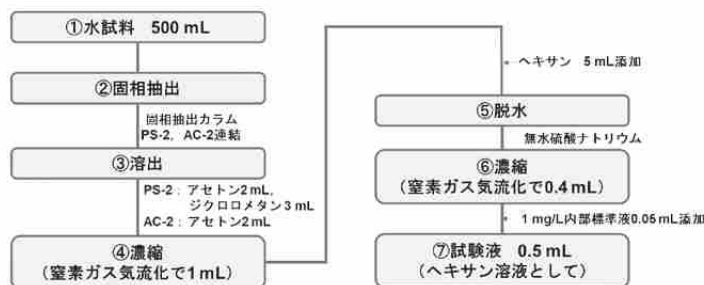 ①水試料 500 mL
②固相抽出
固相抽出カラム
PS-2, AC-2連結
③溶出
PS-2：アセトン2 mL,
ジクロロメタン3 mL
AC-2：アセトン2 mL
④濃縮
(窒素ガス気流化で1 mL)
ヘキサン 5 mL添加
⑤脱水
無水硫酸ナトリウム
⑥濃縮
(窒素ガス気流化で0.4 mL)
1 mg/L内部標準液0.05 mL添加
⑦試験液 0.5 mL
(ヘキサン溶液として)